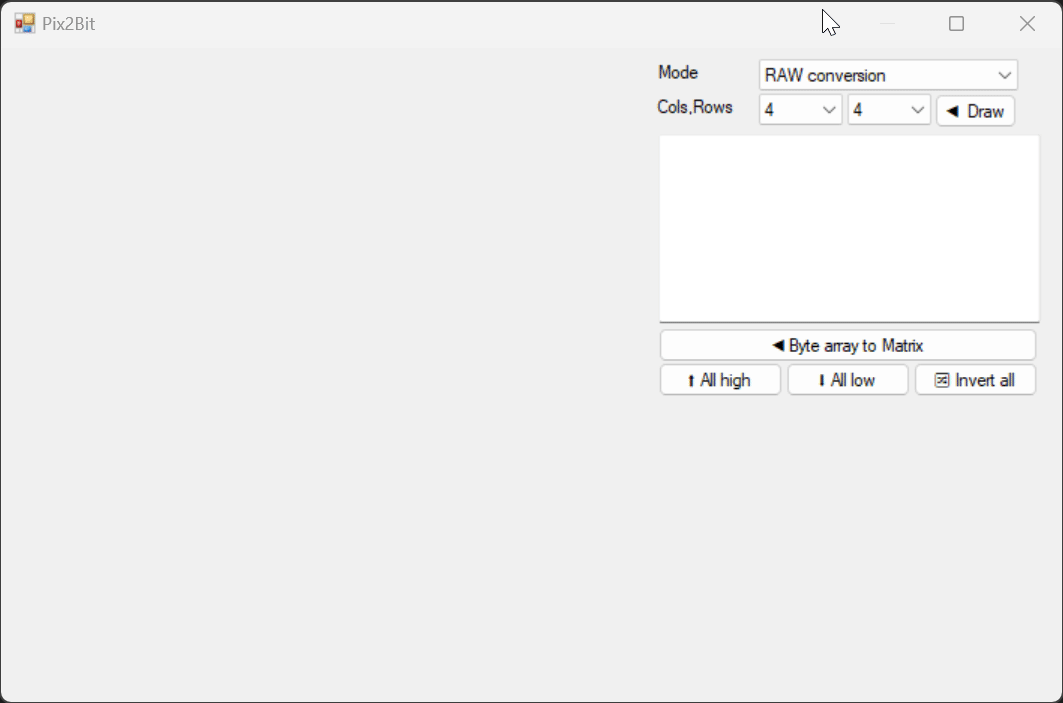 Pix2Bit
Mode RAW conversion
Cols,Rows 4 4 Draw
Byte array to Matrix
All high All low Invert all